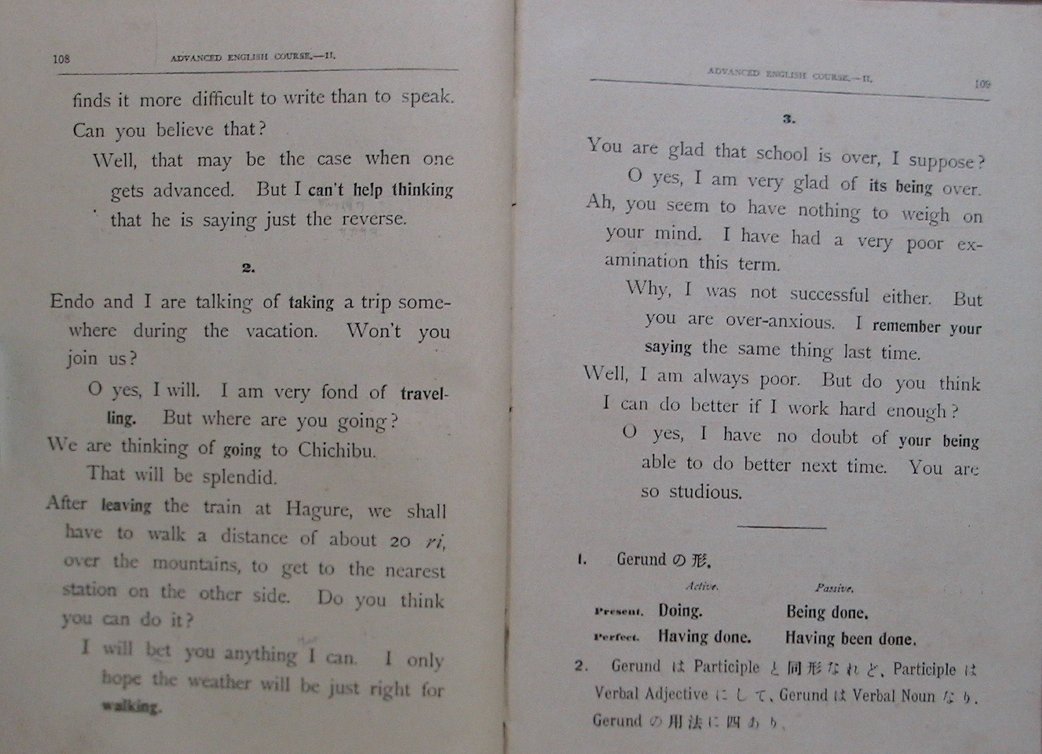 108
ADVANCED ENGLISH COURSE.—II.
finds it more difficult to write than to speak.
Can you believe that?
Well, that may be the case when one
gets advanced. But I can't help thinking
that he is saying just the reverse.
2.
Endo and I are talking of taking a trip some-
where during the vacation. Won't you
join us?
O yes, I will. I am very fond of travel-
ling. But where are you going?
We are thinking of going to Chichibu.
That will be splendid.
After leaving the train at Hagure, we shall
have to walk a distance of about 20 ri,
over the mountains, to get to the nearest
station on the other side. Do you think
you can do it?
I will bet you anything I can. I only
hope the weather will be just right for
walking.
ADVANCED ENGLISH COURSE.—II.
109
3.
You are glad that school is over, I suppose?
O yes, I am very glad of its being over.
Ah, you seem to have nothing to weigh on
your mind. I have had a very poor ex-
amination this term.
Why, I was not successful either. But
you are over-anxious. I remember your
saying the same thing last time.
Well, I am always poor. But do you think
I can do better if I work hard enough?
O yes, I have no doubt of your being
able to do better next time. You are
so studious.
1. Gerund の形.
Active. Passive.
Present. Doing. Being done.
Perfect. Having done. Having been done.
2. Gerund は Participle と同形なれど、Participle は
Verbal Adjective にして、Gerund は Verbal Noun なり.
Gerund の用法に四あり.